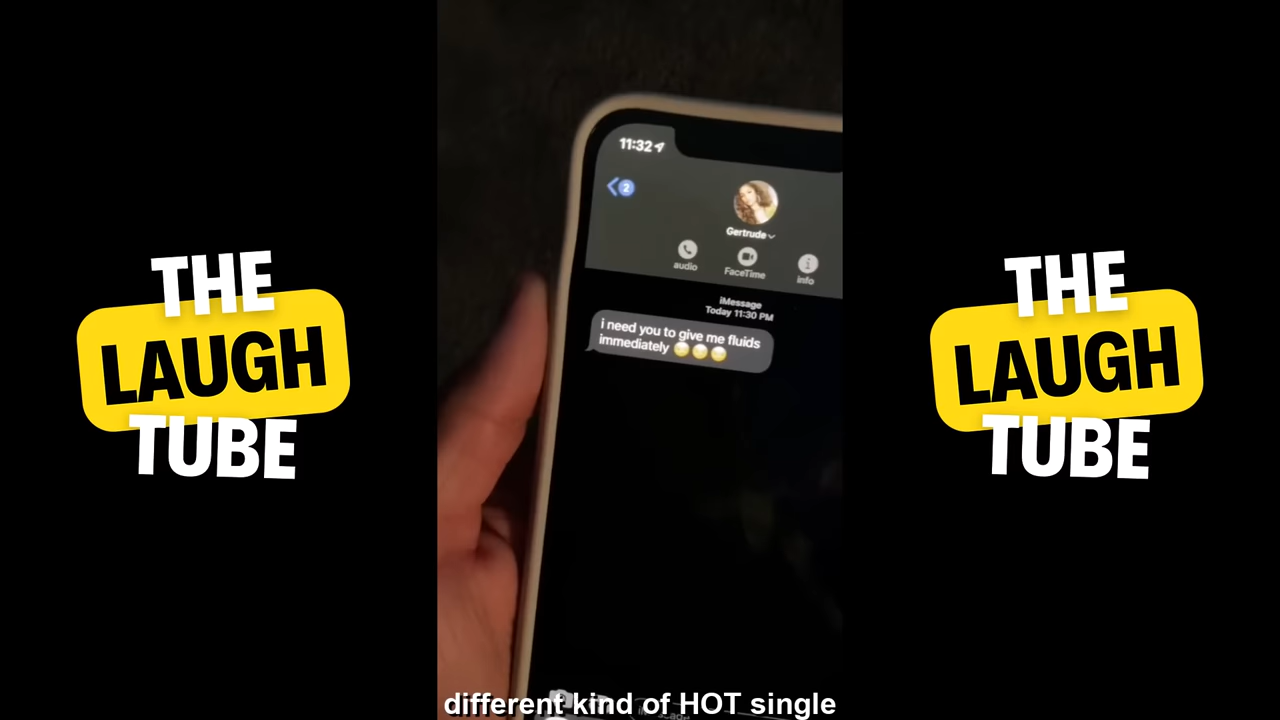 THE
LAUGH
TUBE
11:32
2
Gertrude
audio
FaceTime
info
iMessage
Today 11:30 PM
i need you to give me fluids
immediately
different kind of HOT single
THE
LAUGH
TUBE